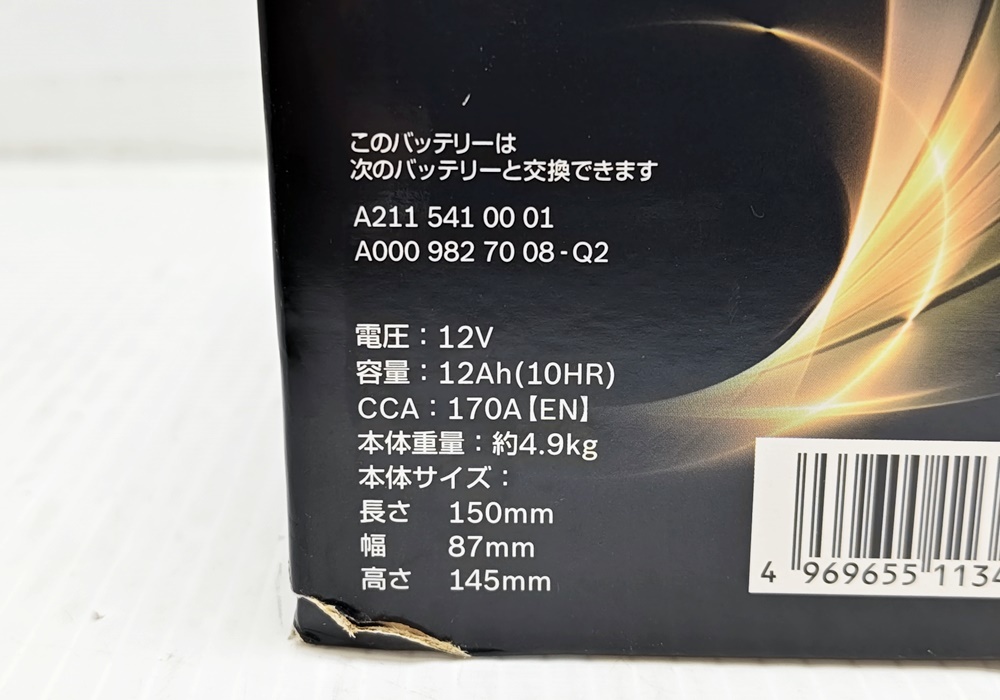 このバッテリーは
次のバッテリーと交換できます
A211 541 00 01
A000 982 70 08-Q2
電圧：12V
容量：12Ah(10HR)
CCA：170A【EN】
本体重量：約4.9kg
本体サイズ：
長さ 150mm
幅 87mm
高さ 145mm
4 969655 1134